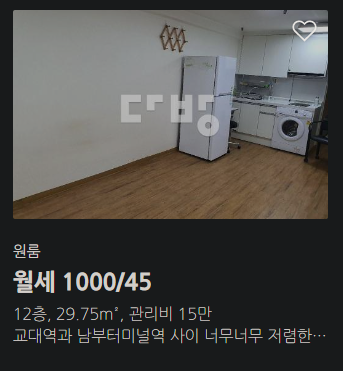 다방
원룸
월세 1000/45
12층, 29.75m², 관리비 15만
교대역과 남부터미널역 사이 너무너무 저렴한…